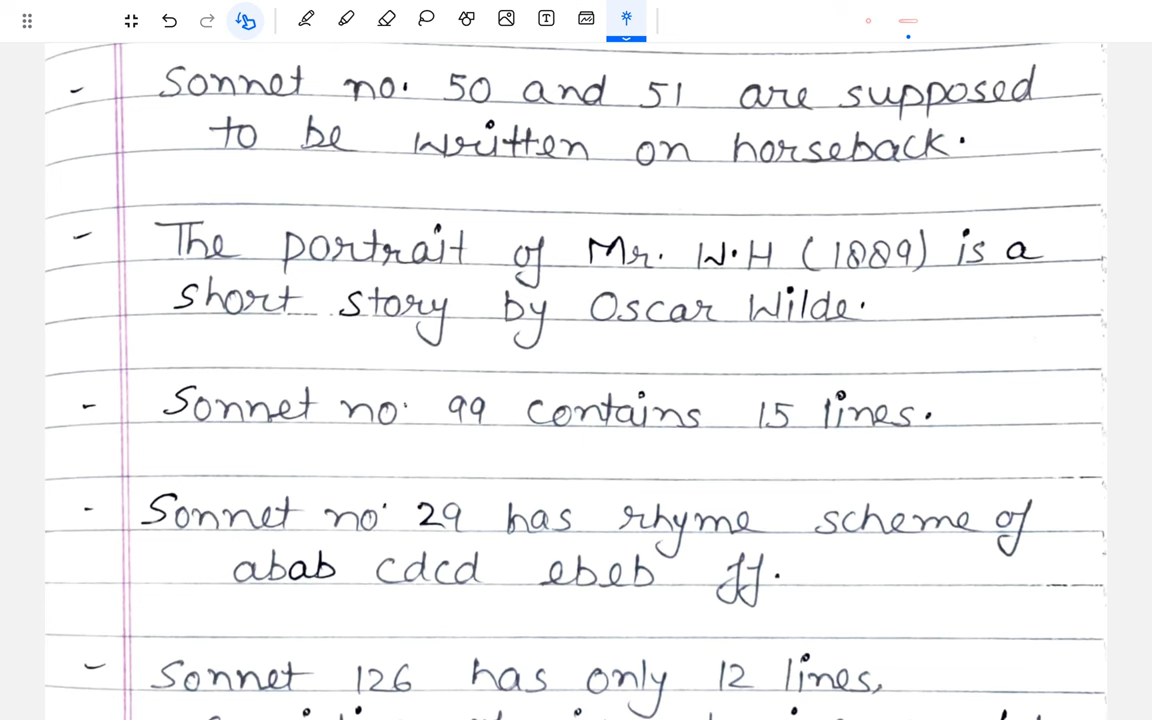 - Sonnet no. 50 and 51 are supposed
to be written on horseback.
- The portrait of Mr. W.H (1889) is a
short story by Oscar Wilde.
- Sonnet no. 99 contains 15 lines.
- Sonnet no. 29 has rhyme scheme of
abab cdcd ebeb ff.
- Sonnet 126 has only 12 lines,